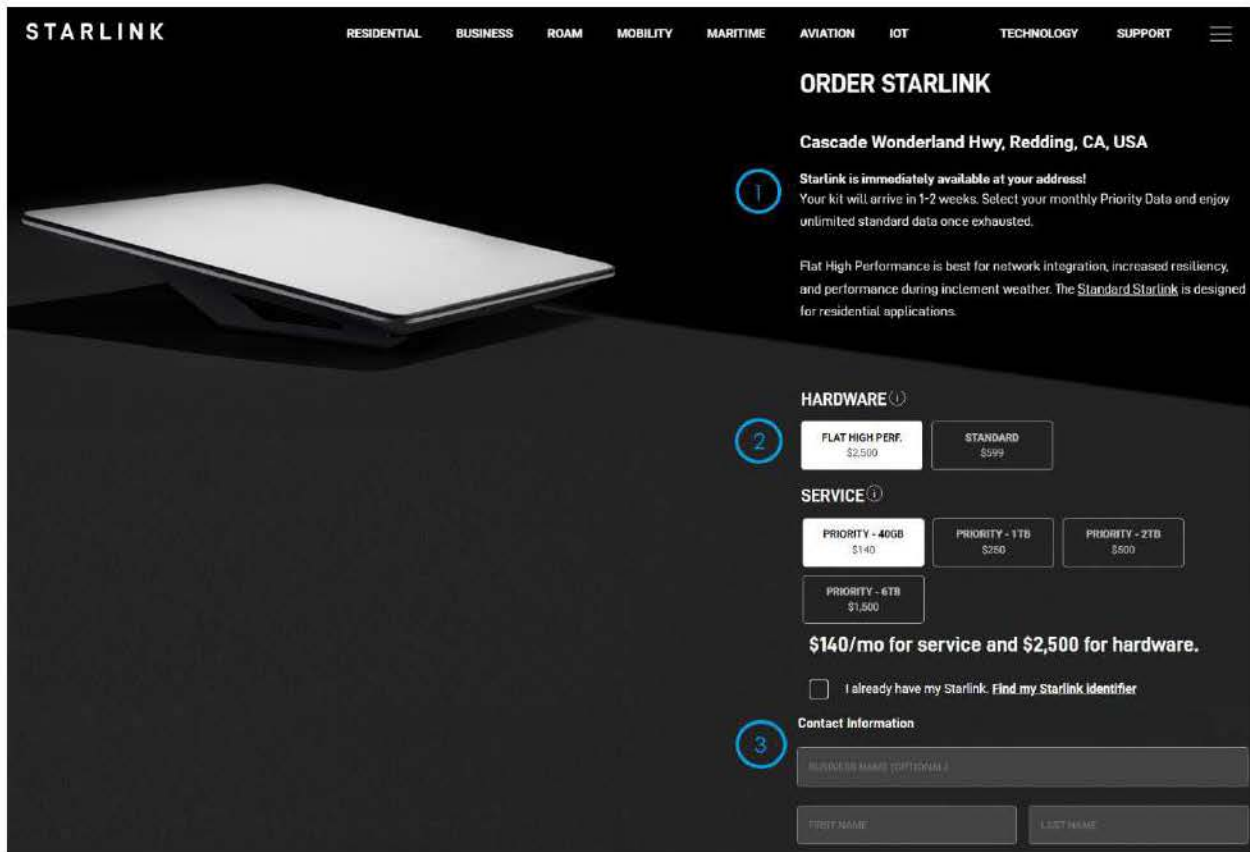 STARLINK
RESIDENTIAL BUSINESS ROAM MOBILITY MARITIME AVIATION IOT TECHNOLOGY SUPPORT
ORDER STARLINK
Cascade Wonderland Hwy, Redding, CA, USA
1
Starlink is immediately available at your address!
Your kit will arrive in 1-2 weeks. Select your monthly Priority Data and enjoy
unlimited standard data once exhausted.
Flat High Performance is best for network integration, increased resiliency,
and performance during inclement weather. The Standard Starlink is designed
for residential applications.
HARDWARE
2
FLAT HIGH PERF. STANDARD
$2,500 $599
SERVICE
PRIORITY - 40GB PRIORITY - 1TB PRIORITY - 2TB
$140 $250 $500
PRIORITY - 6TB
$1,500
$140/mo for service and $2,500 for hardware.
I already have my Starlink. Find my Starlink identifier
3
Contact Information
BUSINESS NAME (OPTIONAL)
FIRST NAME LAST NAME